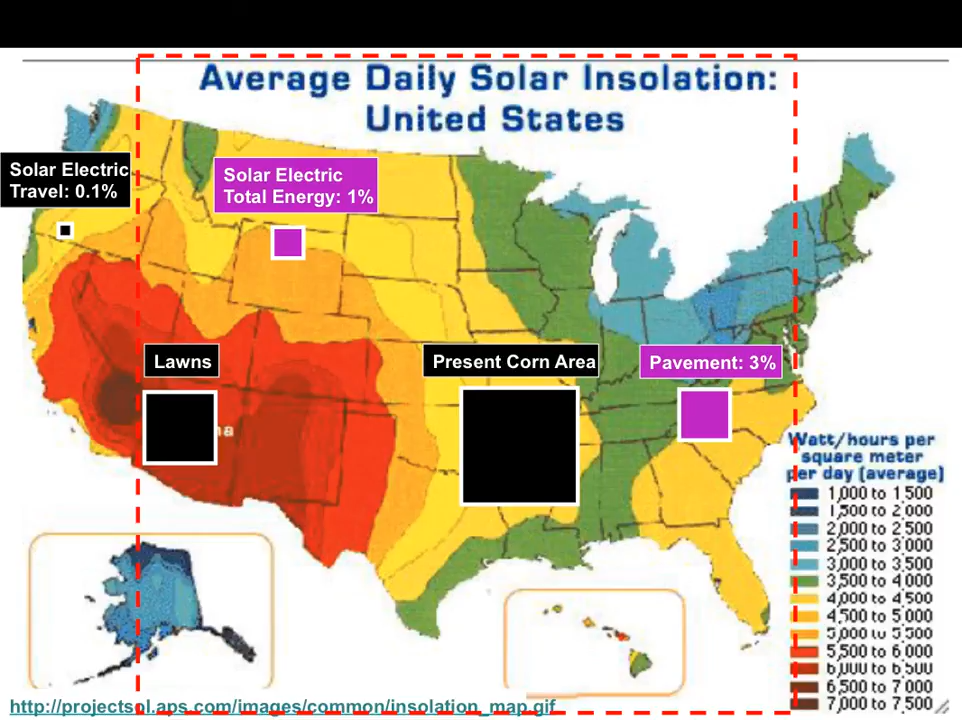 Average Daily Solar Insolation:
United States
Solar Electric
Travel: 0.1%
Solar Electric
Total Energy: 1%
Lawns
Present Corn Area
Pavement: 3%
Watt/hours per
square meter
per day (average)
1,000 to 1,500
1,500 to 2,000
2,000 to 2,500
2,500 to 3,000
3,000 to 3,500
3,500 to 4,000
4,000 to 4,500
4,500 to 5,000
5,000 to 5,500
5,500 to 6,000
6,000 to 6,500
6,500 to 7,000
7,000 to 7,500
http://projectsol.aps.com/images/common/insolation_map.gif